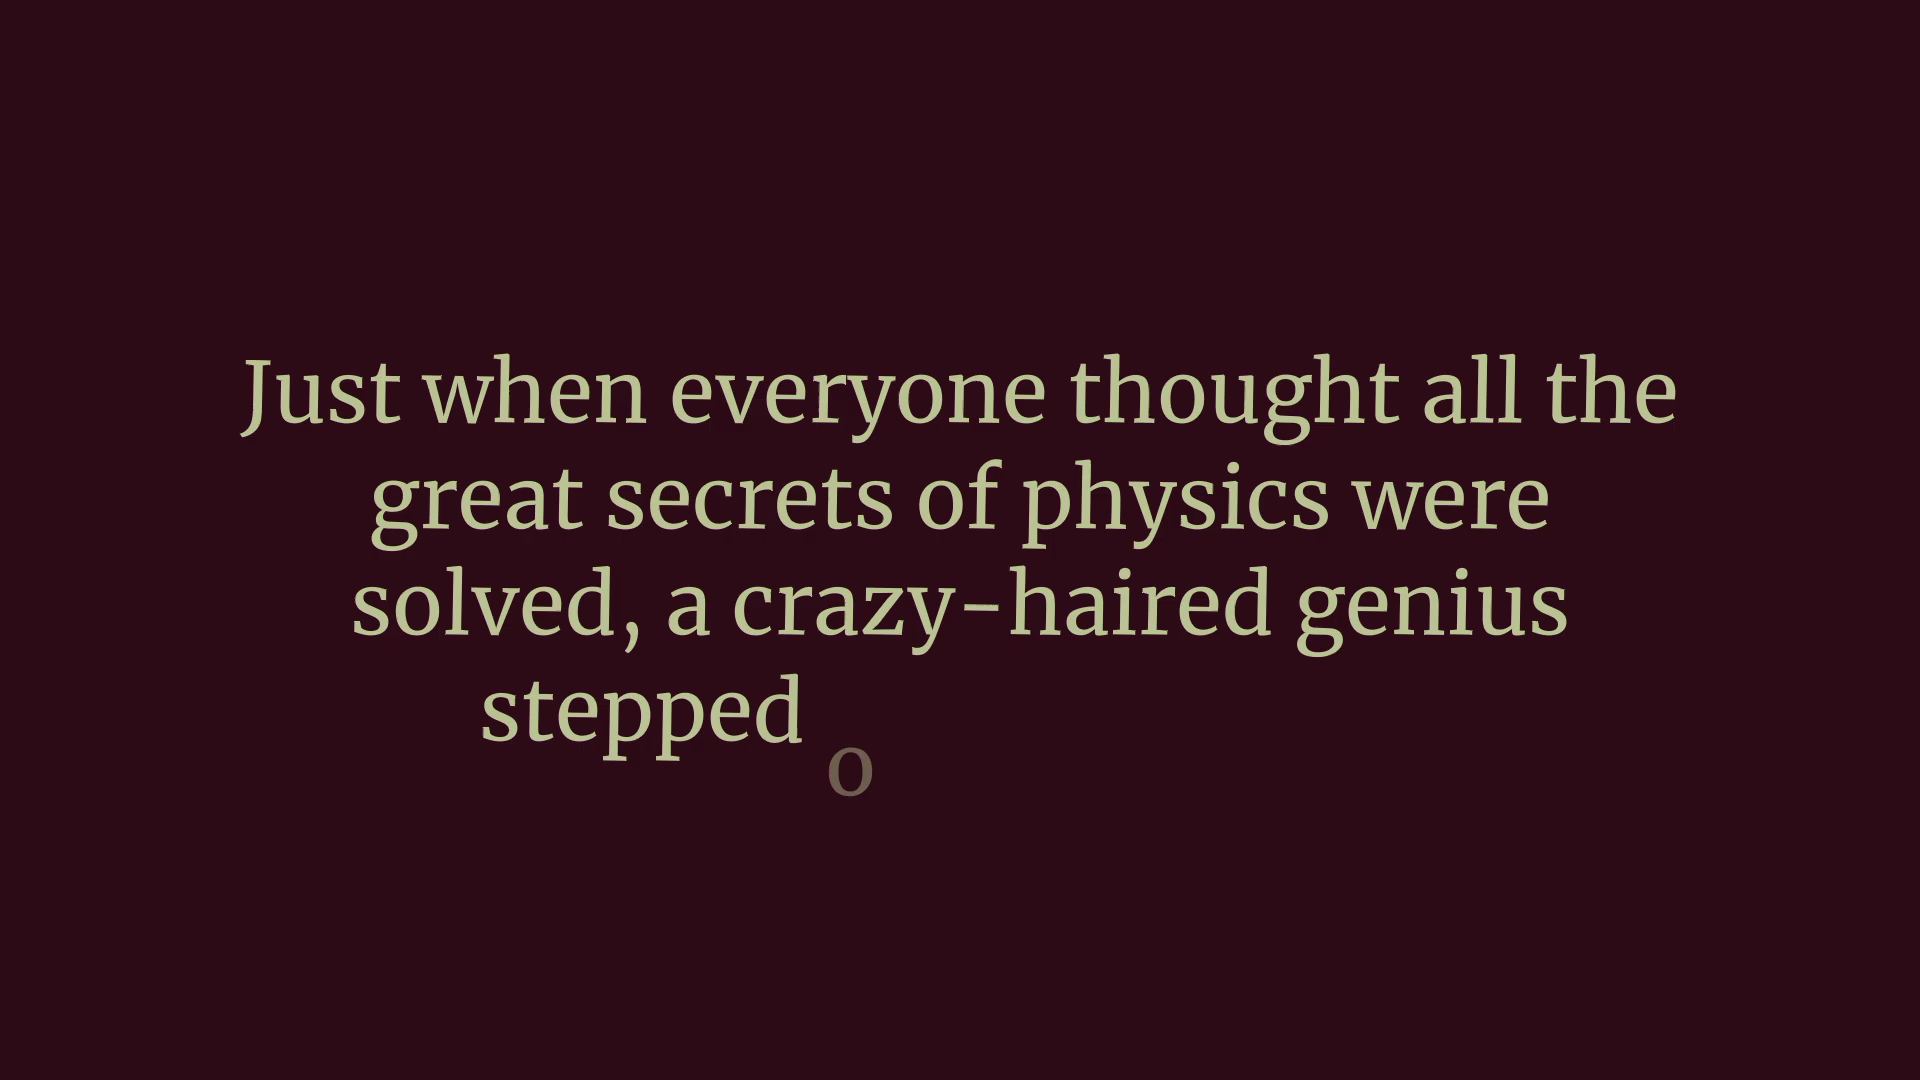 Just when everyone thought all the
great secrets of physics were
solved, a crazy-haired genius
stepped o